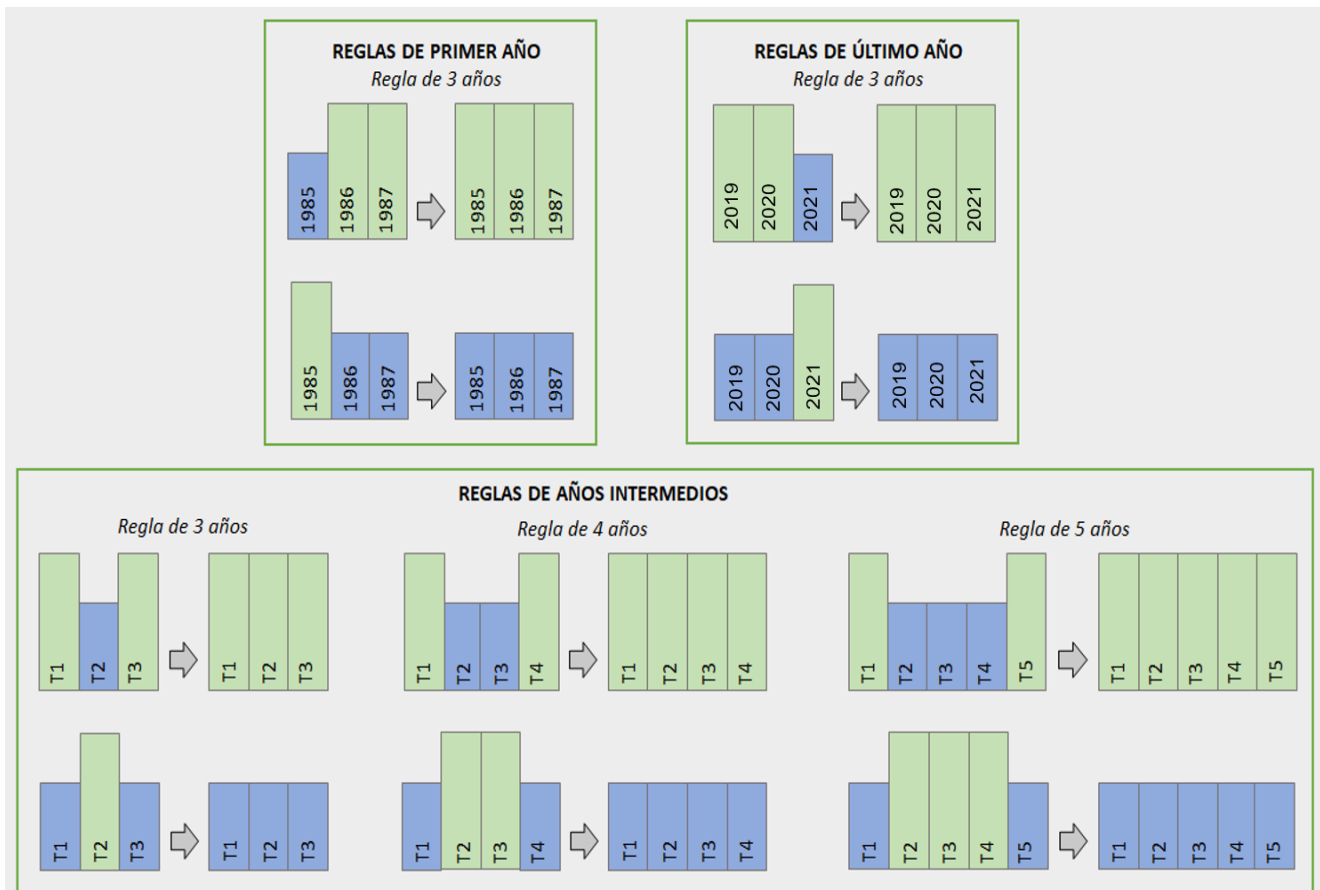 REGLAS DE PRIMER AÑO
Regla de 3 años
1985 1986 1987 1985 1986 1987
1985 1986 1987 1985 1986 1987
REGLAS DE ÚLTIMO AÑO
Regla de 3 años
2019 2020 2021 2019 2020 2021
2019 2020 2021 2019 2020 2021
REGLAS DE AÑOS INTERMEDIOS
Regla de 3 años
T1 T2 T3 T1 T2 T3
T1 T2 T3 T1 T2 T3
Regla de 4 años
T1 T2 T3 T4 T1 T2 T3 T4
T1 T2 T3 T4 T1 T2 T3 T4
Regla de 5 años
T1 T2 T3 T4 T5 T1 T2 T3 T4 T5
T1 T2 T3 T4 T5 T1 T2 T3 T4 T5